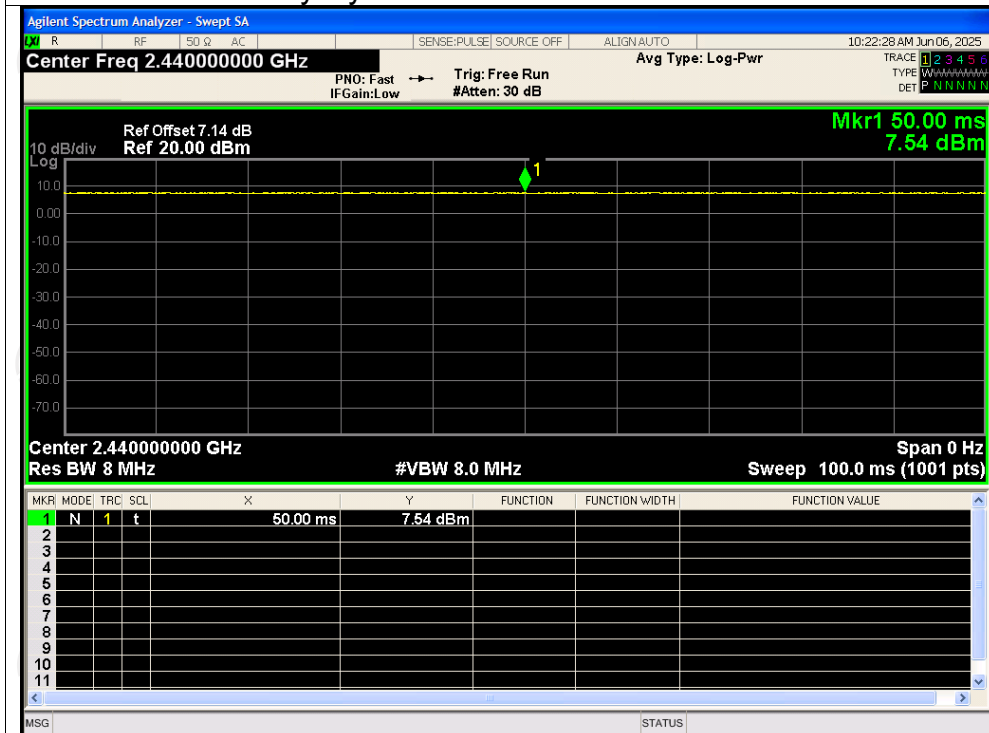 Agilent Spectrum Analyzer - Swept SA
LXI R RF 50 Ω AC SENSE:PULSE SOURCE OFF ALIGN AUTO 10:22:28 AM Jun 06, 2025
Center Freq 2.440000000 GHz
PNO: Fast
IFGain:Low
Trig: Free Run
#Atten: 30 dB
Avg Type: Log-Pwr
TRACE 1 2 3 4 5 6
TYPE WWWWWW
DET P N N N N N
Mkr1 50.00 ms
7.54 dBm
Ref Offset 7.14 dB
10 dB/div Ref 20.00 dBm
Log
1
10.0
0.00
-10.0
-20.0
-30.0
-40.0
-50.0
-60.0
-70.0
Center 2.440000000 GHz Span 0 Hz
Res BW 8 MHz #VBW 8.0 MHz Sweep 100.0 ms (1001 pts)
MKR MODE TRC SCL X Y FUNCTION FUNCTION WIDTH FUNCTION VALUE
1 N 1 t 50.00 ms 7.54 dBm
2
3
4
5
6
7
8
9
10
11
MSG STATUS